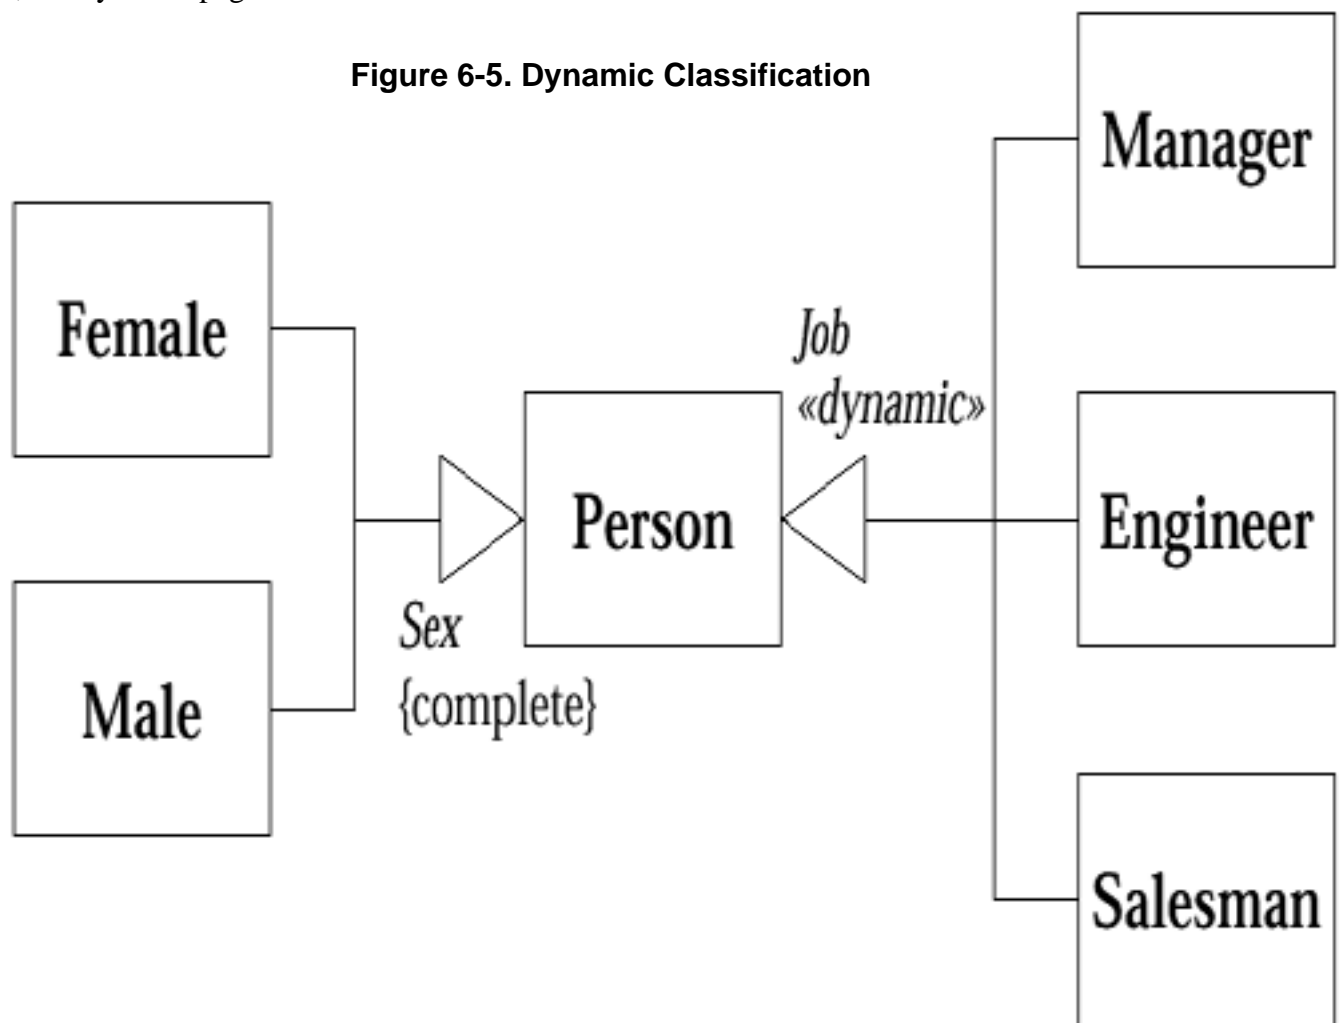 Figure 6-5. Dynamic Classification
Manager
Female
Job
«dynamic»
Person
Engineer
Sex
{complete}
Male
Salesman